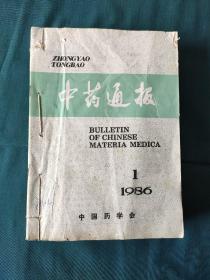 ZHONGYAO
TONGBAO
中药通报
BULLETIN
OF CHINESE
MATERIA MEDICA
1
1986
中国药学会